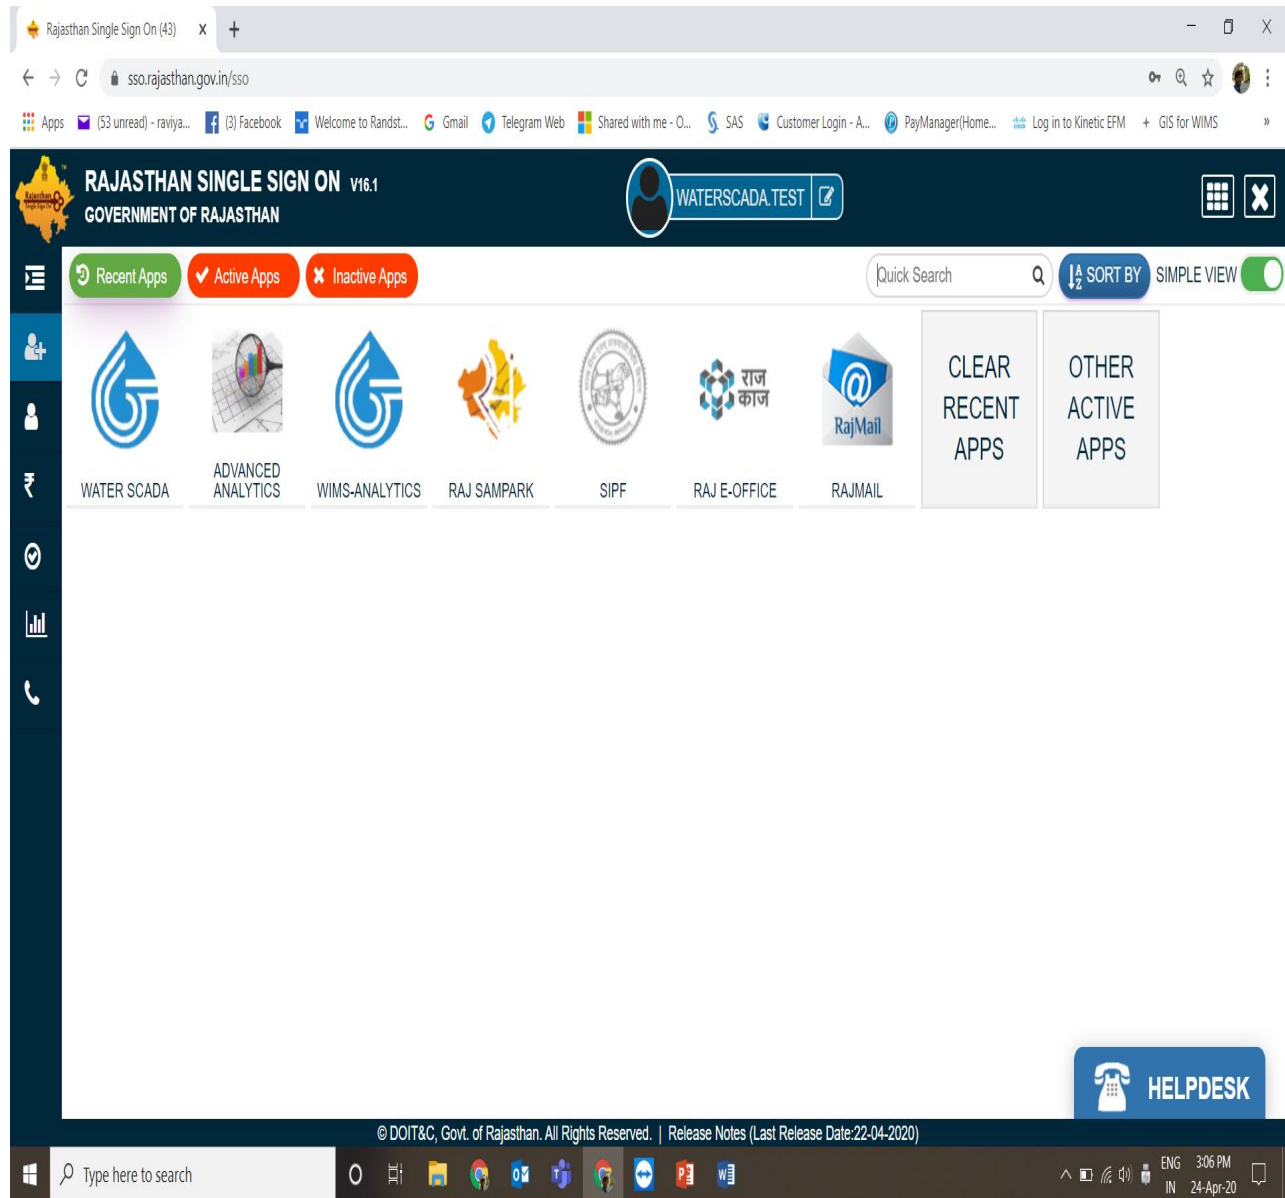 Rajasthan Single Sign On (43)
sso.rajasthan.gov.in/sso
Apps (53 unread) - raviya... (3) Facebook Welcome to Randst... Gmail Telegram Web Shared with me - O... SAS Customer Login - A... PayManager(Home... Log in to Kinetic EFM GIS for WIMS »
RAJASTHAN SINGLE SIGN ON V16.1
GOVERNMENT OF RAJASTHAN
WATERSCADA.TEST
Recent Apps Active Apps Inactive Apps Quick Search SORT BY SIMPLE VIEW
WATER SCADA
ADVANCED
ANALYTICS
WIMS-ANALYTICS
RAJ SAMPARK
SIPF
राज
काज
RAJ E-OFFICE
RajMail
RAJMAIL
CLEAR
RECENT
APPS
OTHER
ACTIVE
APPS
HELPDESK
© DOIT&C, Govt. of Rajasthan. All Rights Reserved. | Release Notes (Last Release Date:22-04-2020)
Type here to search
ENG 3:06 PM
IN 24-Apr-20